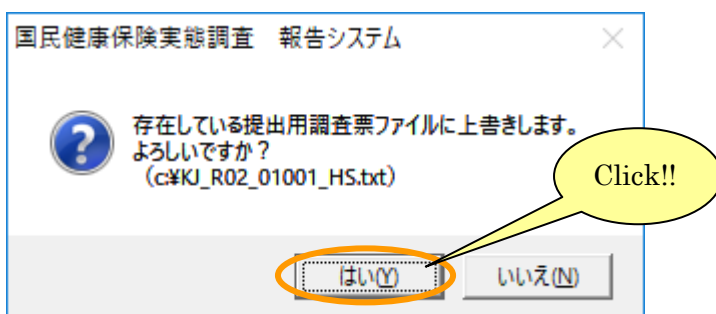 国民健康保険実態調査　報告システム
存在している提出用調査票ファイルに上書きします。
よろしいですか？
（c:¥KJ_R02_01001_HS.txt）
Click!!
はい(Y)
いいえ(N)